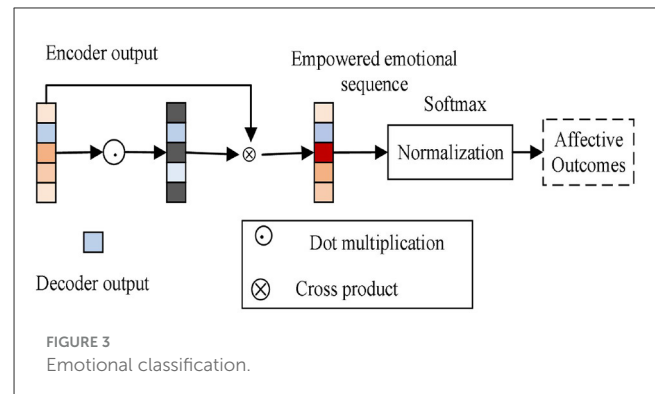 Encoder output
Empowered emotional
sequence
Softmax
Normalization
Affective
Outcomes
Decoder output
Dot multiplication
Cross product
FIGURE 3
Emotional classification.